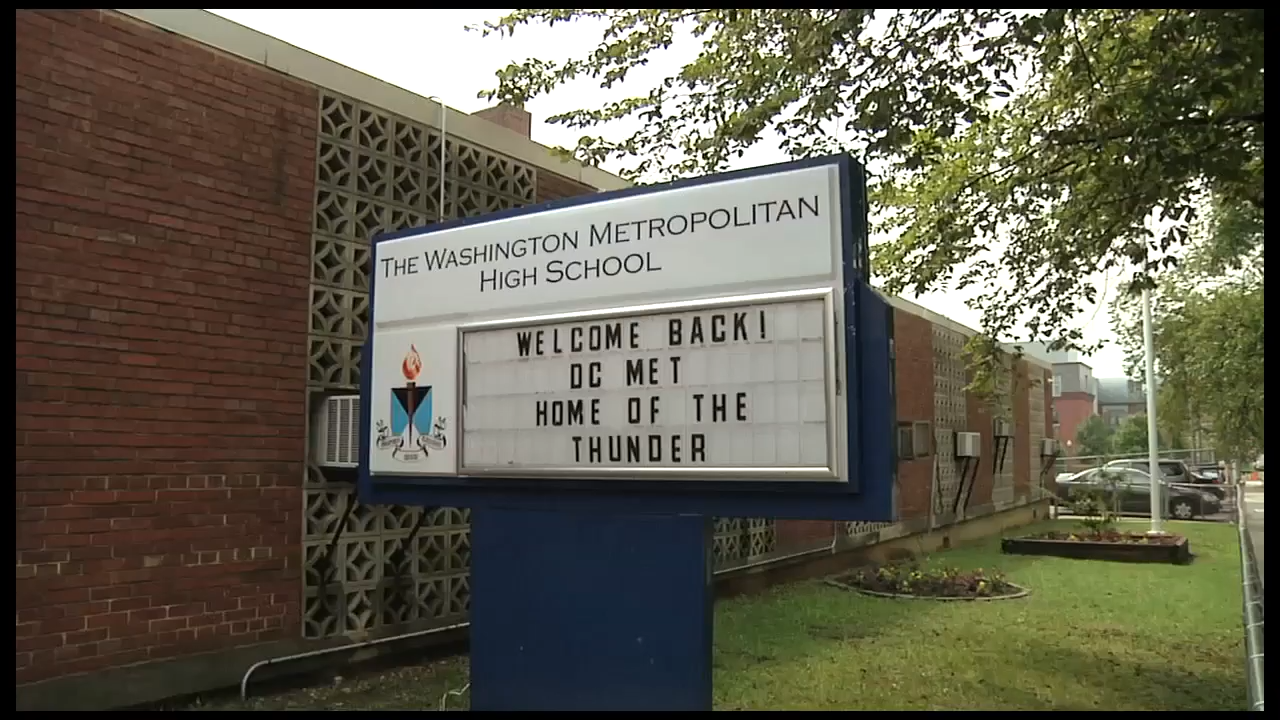 THE WASHINGTON METROPOLITAN
HIGH SCHOOL
WELCOME BACK!
DC MET
HOME OF THE
THUNDER